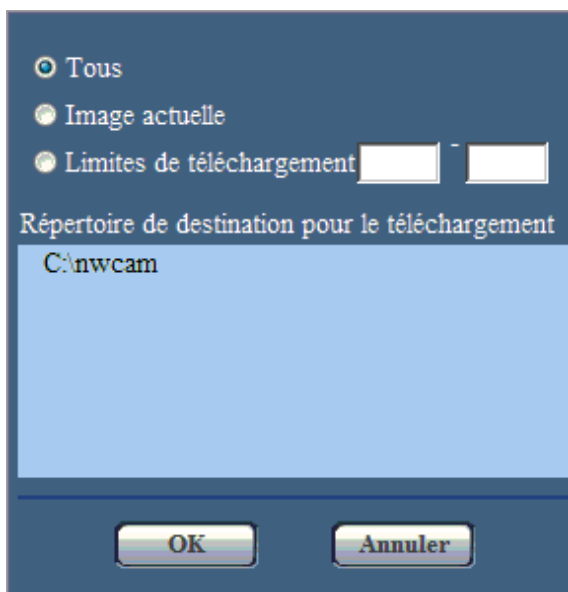 Tous
Image actuelle
Limites de téléchargement -
Répertoire de destination pour le téléchargement
C:\nwcam
OK Annuler